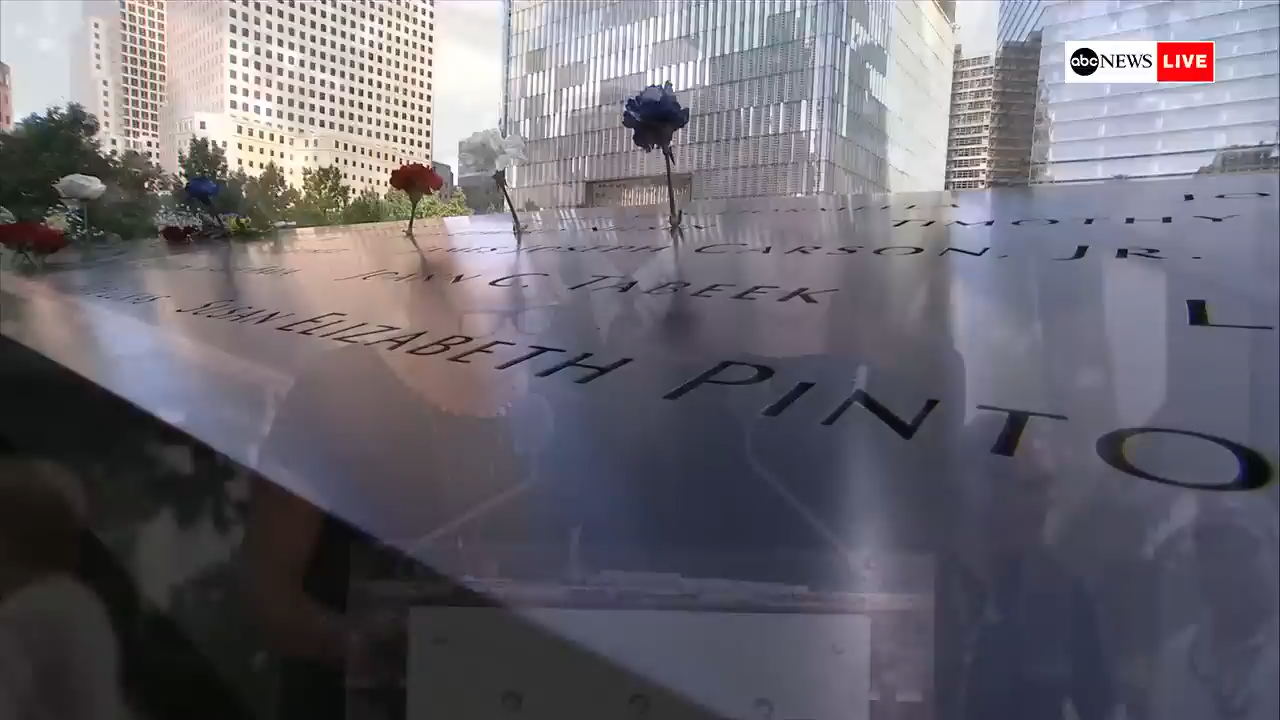 abc NEWS LIVE
TIMOTHY
CARSON, JR.
JOHN C. TABEEK
L
SUSAN ELIZABETH PINTO